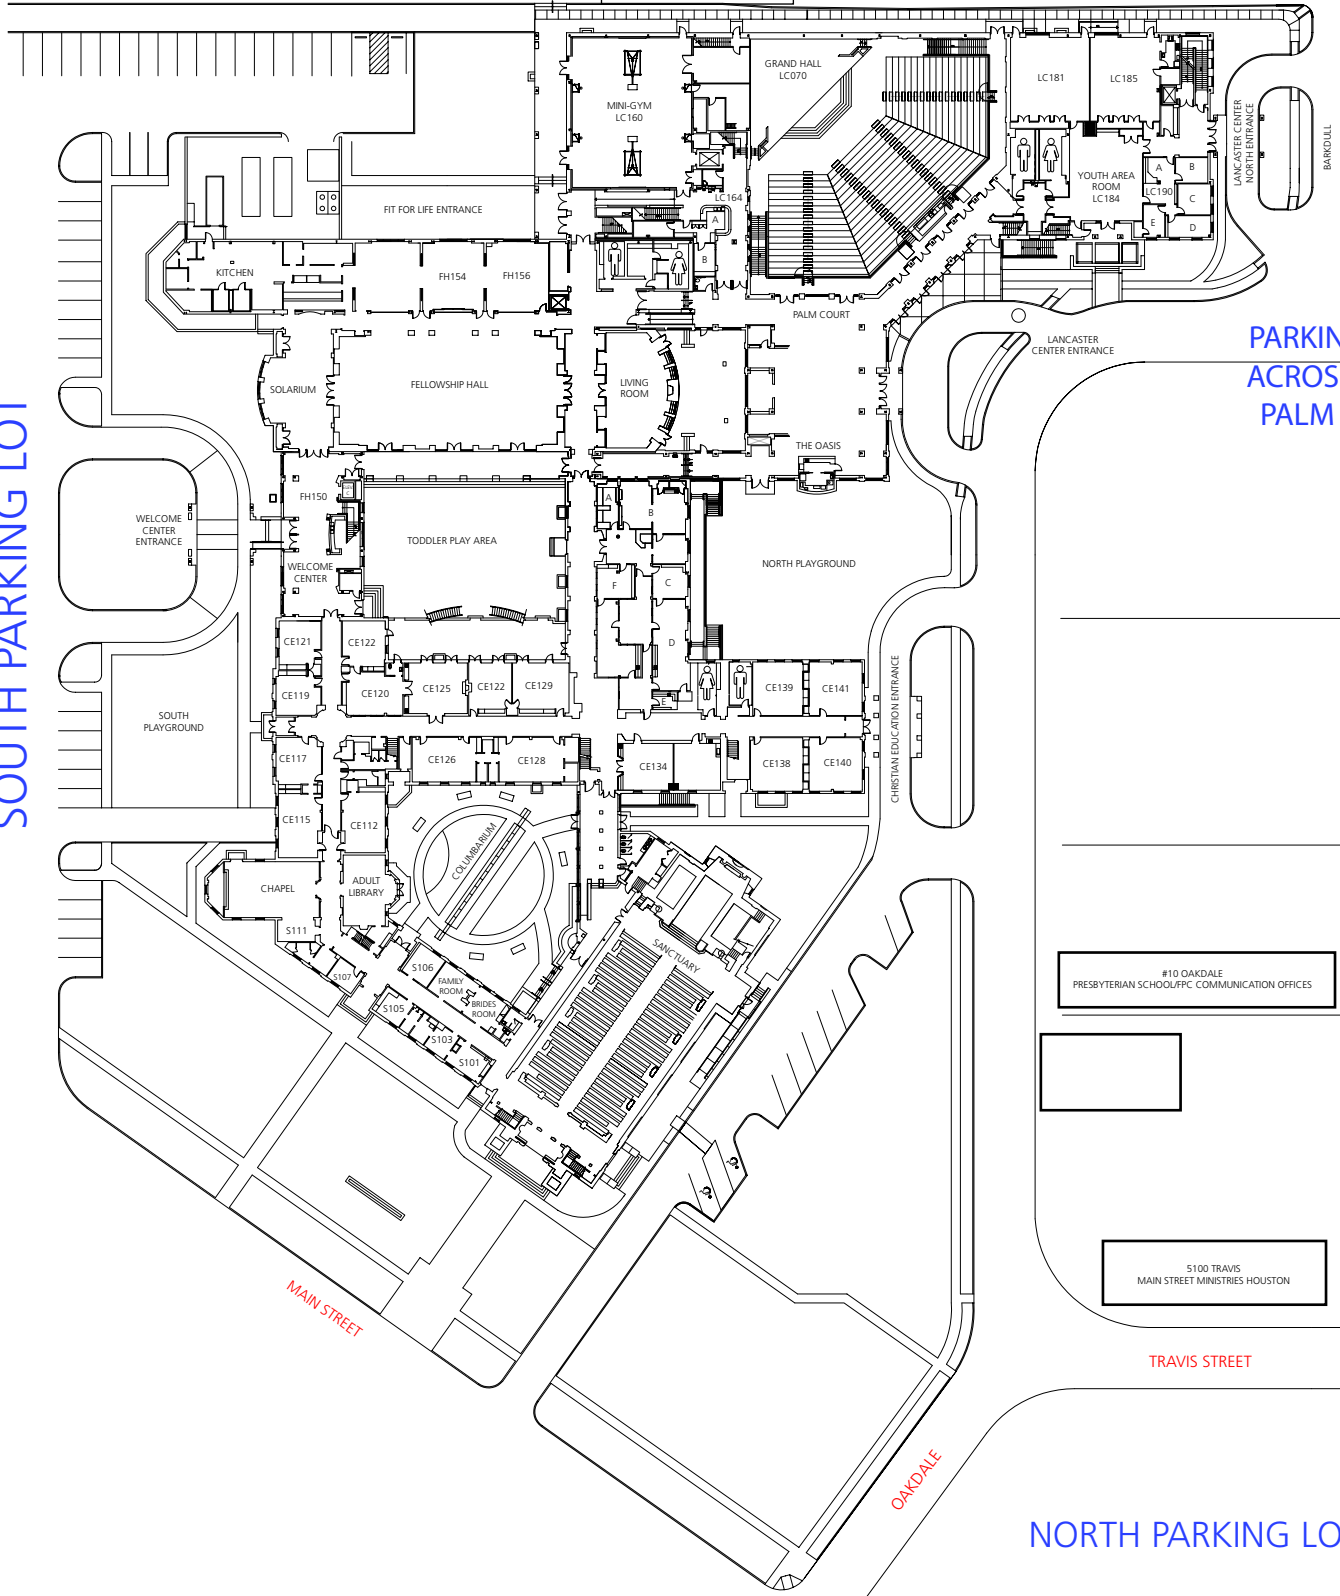 GRAND HALL
LC070
MINI-GYM
LC160
LC181
LC185
LANCASTER CENTER
NORTH ENTRANCE
BARKDULL
YOUTH AREA
ROOM
LC184
A
B
LC190
C
E
D
LC164
A
B
FIT FOR LIFE ENTRANCE
KITCHEN
FH154
FH156
PALM COURT
LANCASTER
CENTER ENTRANCE
PARKIN
ACROS
PALM
SOLARIUM
FELLOWSHIP HALL
LIVING
ROOM
THE OASIS
SOUTH PARKING LOT
FH150
WELCOME
CENTER
ENTRANCE
WELCOME
CENTER
TODDLER PLAY AREA
A
B
C
F
D
E
NORTH PLAYGROUND
CE121
CE122
CE119
CE120
CE125
CE122
CE129
CE139
CE141
SOUTH
PLAYGROUND
CHRISTIAN EDUCATION ENTRANCE
CE117
CE126
CE128
CE134
CE138
CE140
CE115
CE112
COLUMBARIUM
CHAPEL
ADULT
LIBRARY
S111
S107
S106
FAMILY
ROOM
BRIDES
ROOM
SANCTUARY
S105
S103
S101
#10 OAKDALE
PRESBYTERIAN SCHOOL/FPC COMMUNICATION OFFICES
5100 TRAVIS
MAIN STREET MINISTRIES HOUSTON
MAIN STREET
TRAVIS STREET
OAKDALE
NORTH PARKING LO